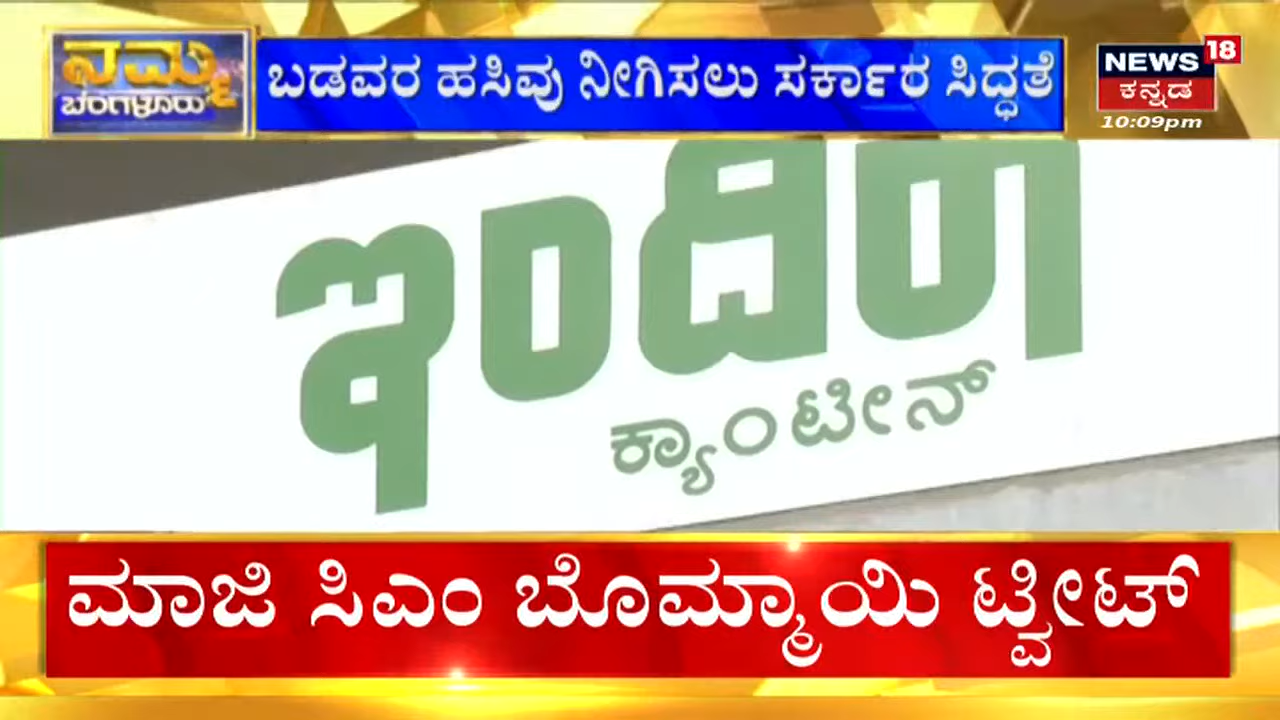 ನಮ್ಮ
ಬೆಂಗಳೂರು
ಬಡವರ ಹಸಿವು ನೀಗಿಸಲು ಸರ್ಕಾರ ಸಿದ್ಧತೆ
NEWS 18
ಕನ್ನಡ
10:09pm
ಇಂದಿರಾ
ಕ್ಯಾಂಟೀನ್
ಮಾಜಿ ಸಿಎಂ ಬೊಮ್ಮಾಯಿ ಟ್ವೀಟ್